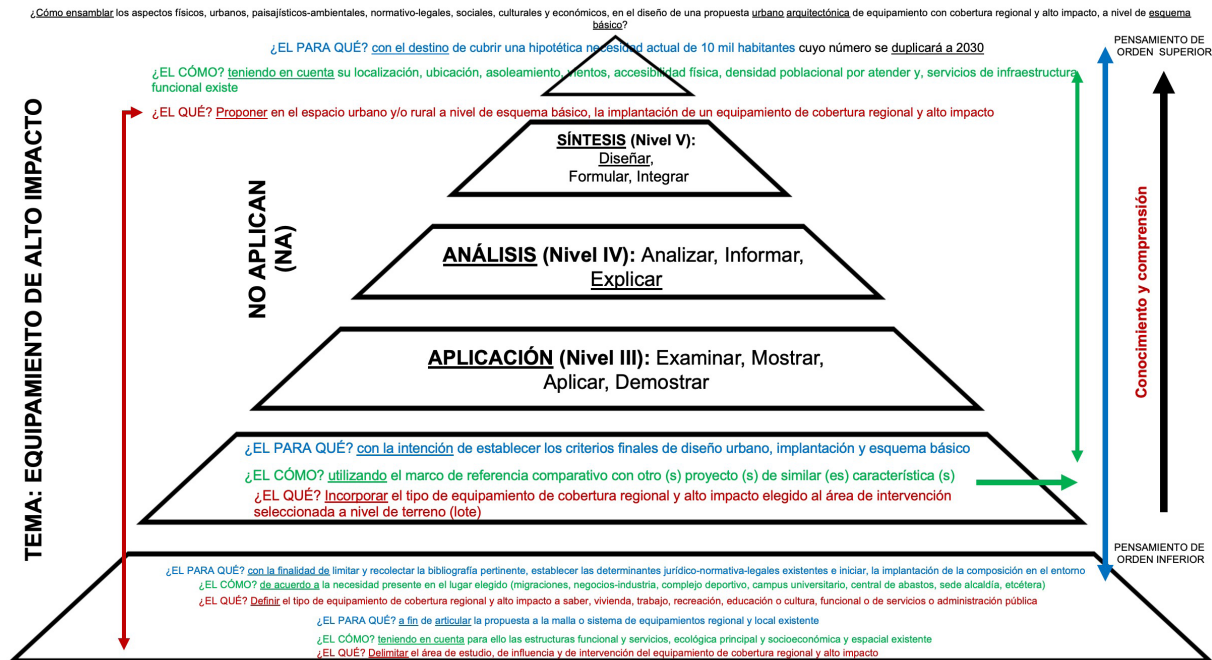 ¿Cómo ensamblar los aspectos físicos, urbanos, paisajísticos-ambientales, normativo-legales, sociales, culturales y económicos, en el diseño de una propuesta urbano arquitectónica de equipamiento con cobertura regional y alto impacto, a nivel de esquema
básico?
PENSAMIENTO DE
ORDEN SUPERIOR
¿EL PARA QUÉ? con el destino de cubrir una hipotética necesidad actual de 10 mil habitantes cuyo número se duplicará a 2030
¿EL CÓMO? teniendo en cuenta su localización, ubicación, asoleamiento, vientos, accesibilidad física, densidad poblacional por atender y, servicios de infraestructura
funcional existe
¿EL QUÉ? Proponer en el espacio urbano y/o rural a nivel de esquema básico, la implantación de un equipamiento de cobertura regional y alto impacto
TEMA: EQUIPAMIENTO DE ALTO IMPACTO
NO APLICAN
(NA)
SÍNTESIS (Nivel V):
Diseñar,
Formular, Integrar
ANÁLISIS (Nivel IV): Analizar, Informar,
Explicar
APLICACIÓN (Nivel III): Examinar, Mostrar,
Aplicar, Demostrar
Conocimiento y comprensión
¿EL PARA QUÉ? con la intención de establecer los criterios finales de diseño urbano, implantación y esquema básico
¿EL CÓMO? utilizando el marco de referencia comparativo con otro (s) proyecto (s) de similar (es) característica (s)
¿EL QUÉ? Incorporar el tipo de equipamiento de cobertura regional y alto impacto elegido al área de intervención
seleccionada a nivel de terreno (lote)
PENSAMIENTO DE
ORDEN INFERIOR
¿EL PARA QUÉ? con la finalidad de limitar y recolectar la bibliografía pertinente, establecer las determinantes jurídico-normativa-legales existentes e iniciar, la implantación de la composición en el entorno
¿EL CÓMO? de acuerdo a la necesidad presente en el lugar elegido (migraciones, negocios-industria, complejo deportivo, campus universitario, central de abastos, sede alcaldía, etcétera)
¿EL QUÉ? Definir el tipo de equipamiento de cobertura regional y alto impacto a saber, vivienda, trabajo, recreación, educación o cultura, funcional o de servicios o administración pública
¿EL PARA QUÉ? a fin de articular la propuesta a la malla o sistema de equipamientos regional y local existente
¿EL CÓMO? teniendo en cuenta para ello las estructuras funcional y servicios, ecológica principal y socioeconómica y espacial existente
¿EL QUÉ? Delimitar el área de estudio, de influencia y de intervención del equipamiento de cobertura regional y alto impacto